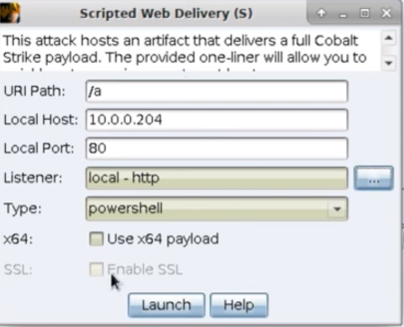 Scripted Web Delivery (S)
This attack hosts an artifact that delivers a full Cobalt
Strike payload. The provided one-liner will allow you to
URI Path: /a
Local Host: 10.0.0.204
Local Port: 80
Listener: local - http ...
Type: powershell
x64: Use x64 payload
SSL: Enable SSL
Launch Help